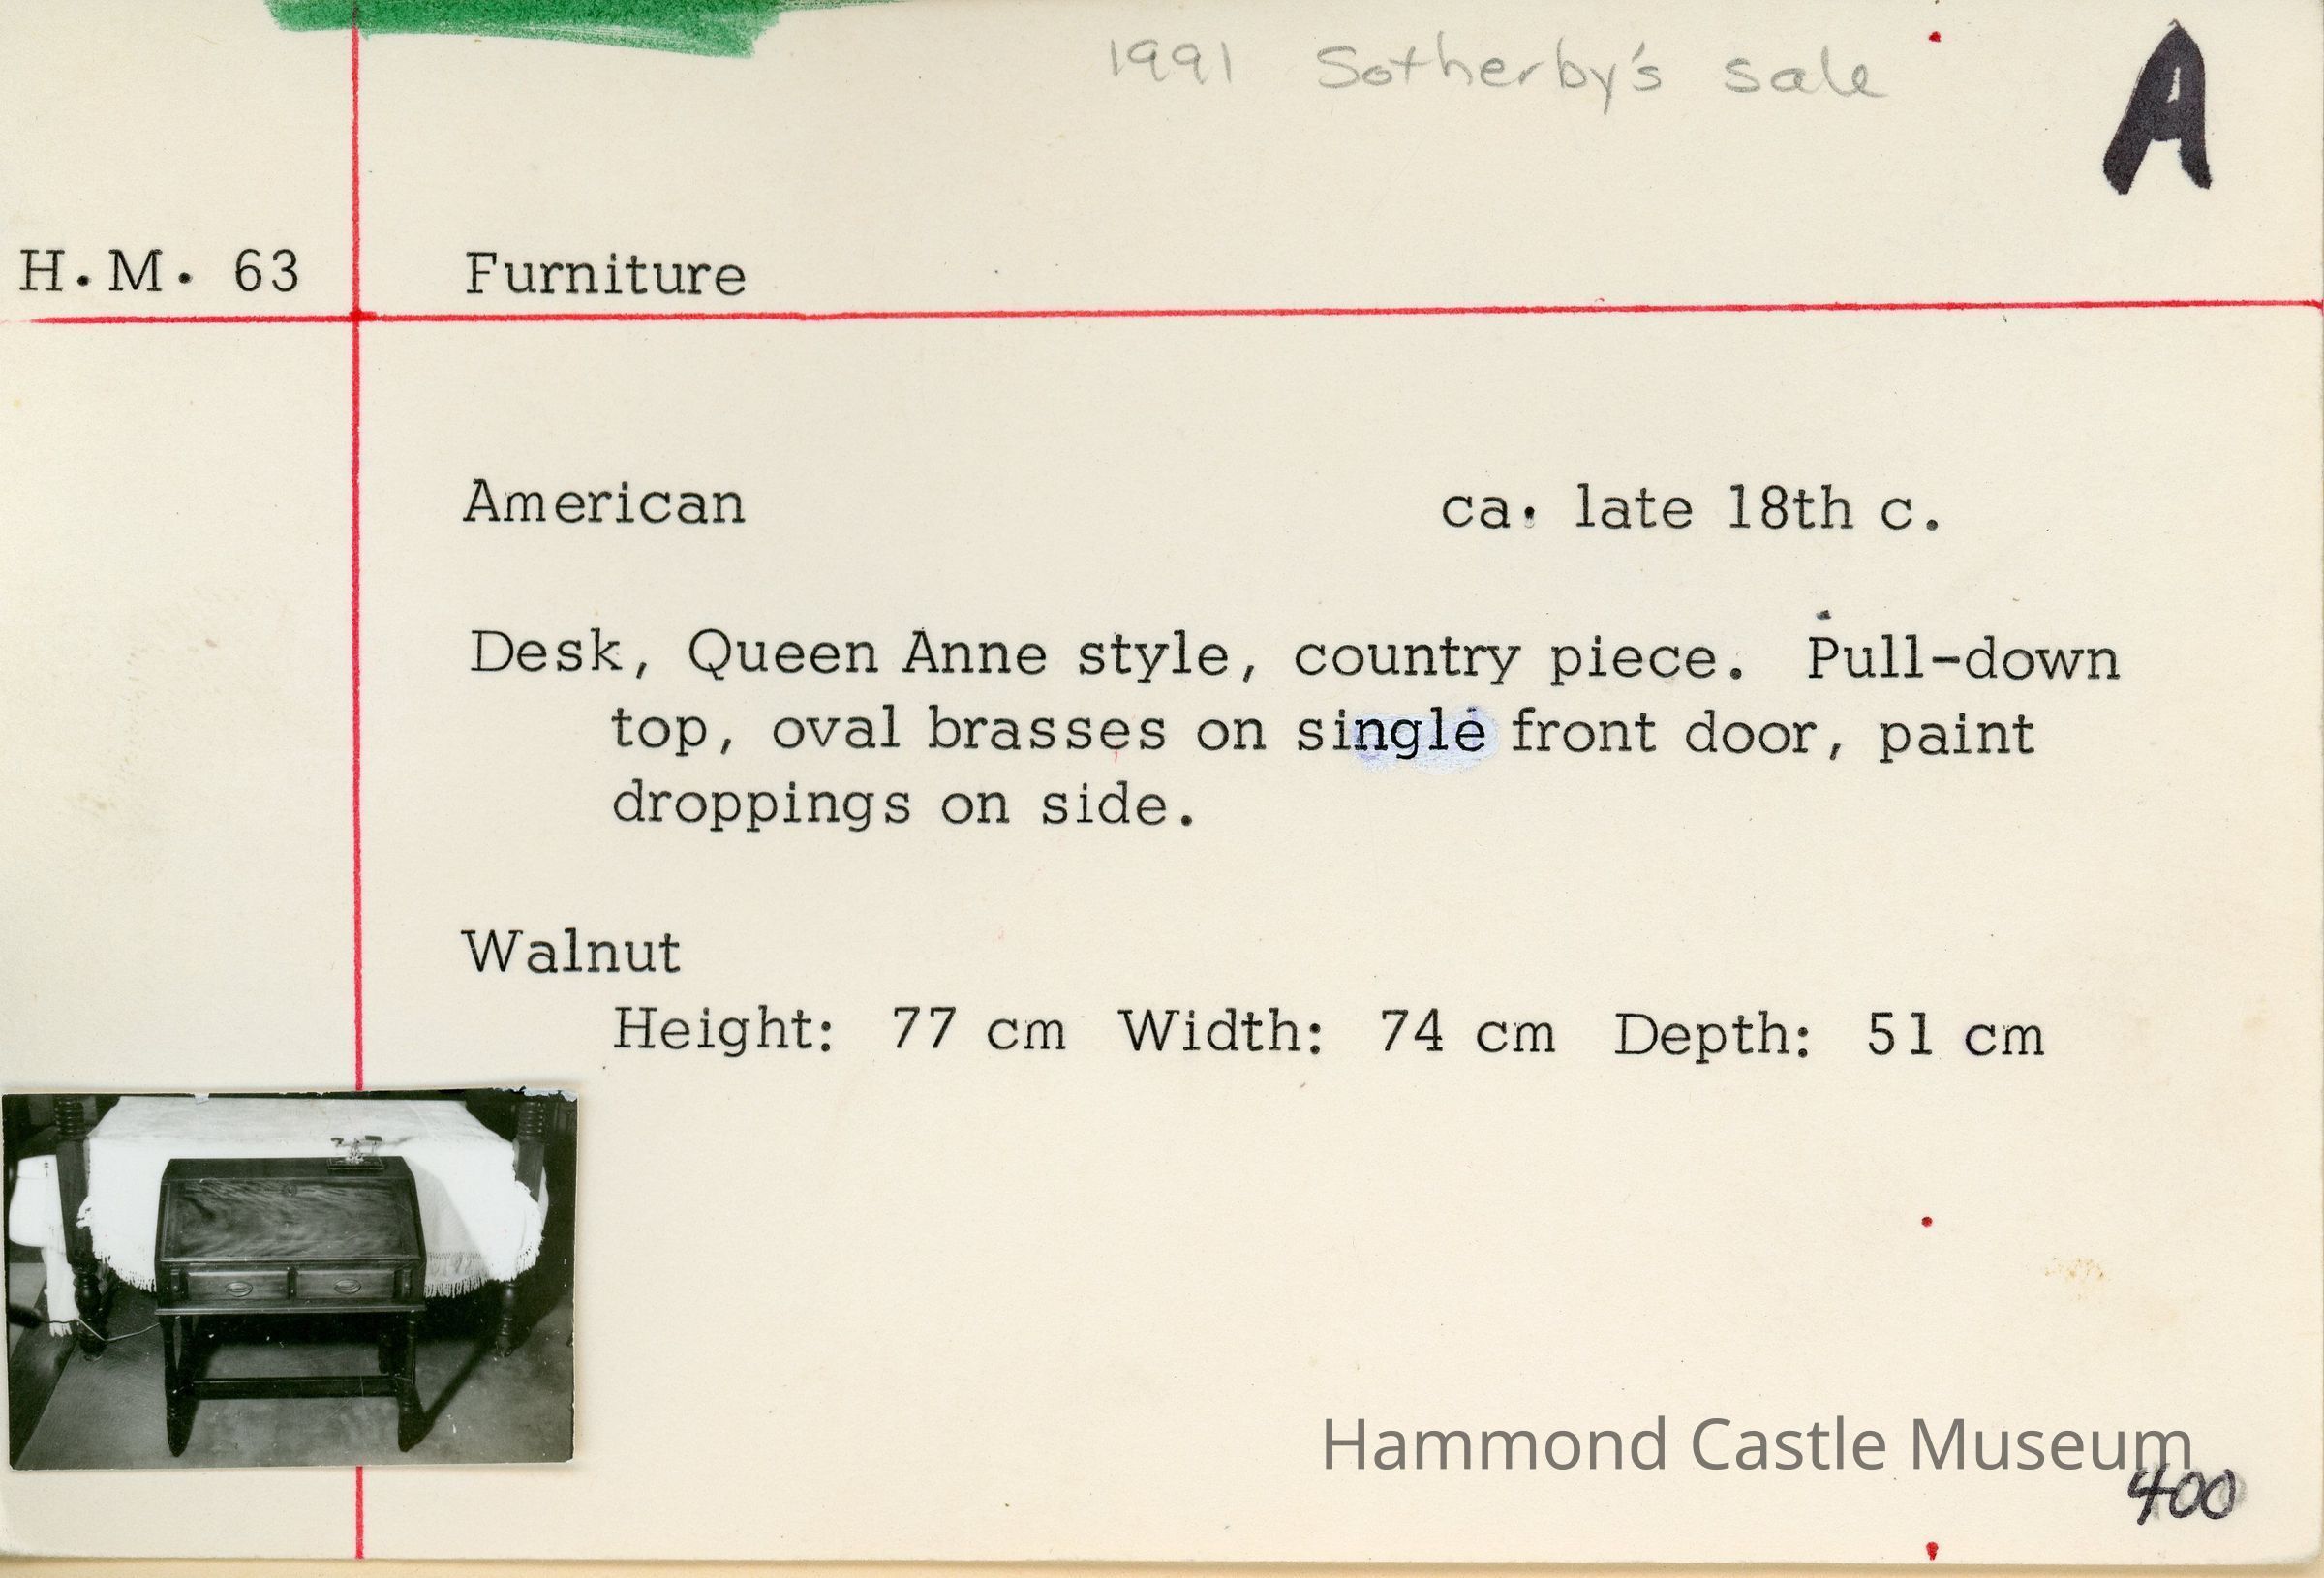 1991 Sotherby's sale
A
H.M. 63 Furniture
American ca. late 18th c.
Desk, Queen Anne style, country piece. Pull-down
top, oval brasses on single front door, paint
droppings on side.
Walnut
Height: 77 cm Width: 74 cm Depth: 51 cm
Hammond Castle Museum
400